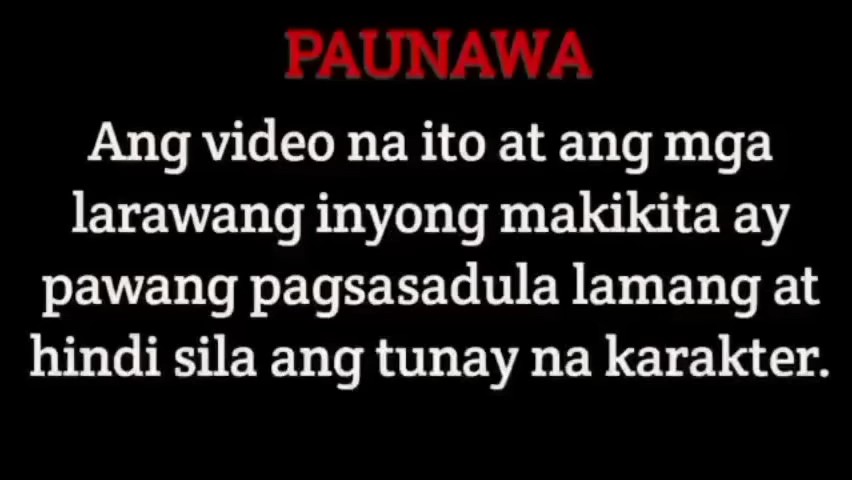 PAUNAWA
Ang video na ito at ang mga
larawang inyong makikita ay
pawang pagsasadula lamang at
hindi sila ang tunay na karakter.